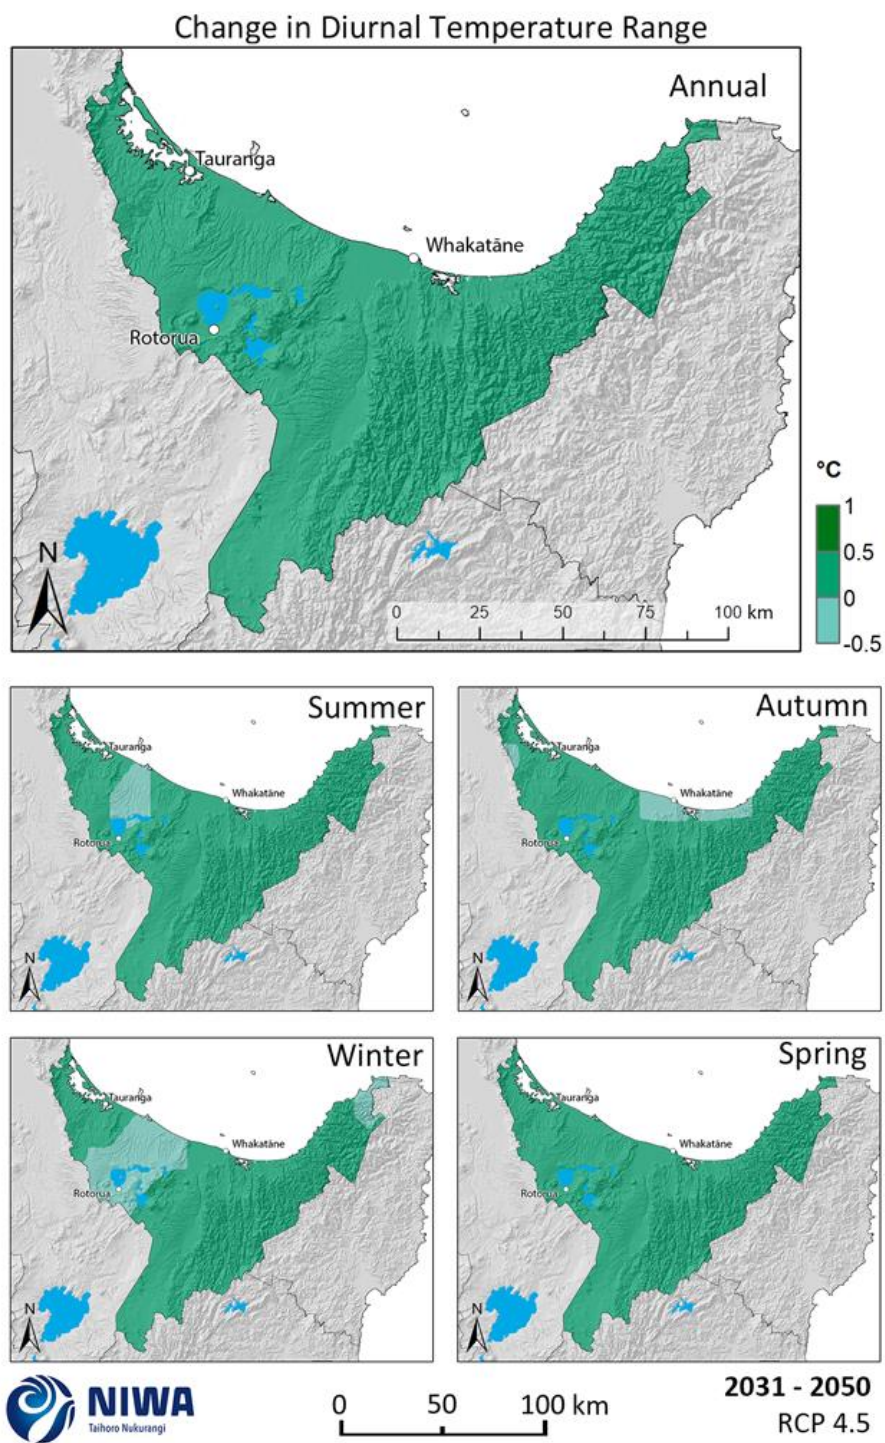 Change in Diurnal Temperature Range
Annual
Tauranga
Whakatāne
Rotorua
°C
1
0.5
0
-0.5
N
0 25 50 75 100 km
Summer
Tauranga
Whakatāne
Rotorua
N
Autumn
Tauranga
Whakatāne
Rotorua
N
Winter
Tauranga
Whakatāne
Rotorua
N
Spring
Tauranga
Whakatāne
Rotorua
N
NIWA
Taihoro Nukurangi
0 50 100 km
2031 - 2050
RCP 4.5